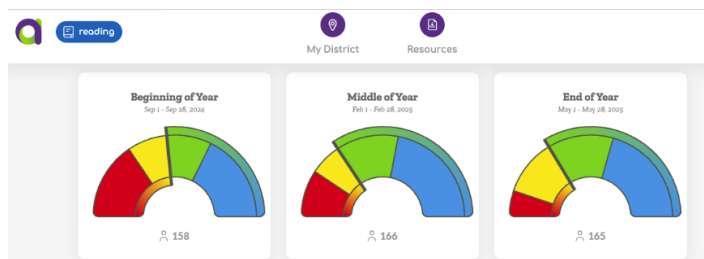 reading
My District
Resources
Beginning of Year
Sep 1 - Sep 28, 2024
158
Middle of Year
Feb 1 - Feb 28, 2025
166
End of Year
May 1 - May 28, 2025
165